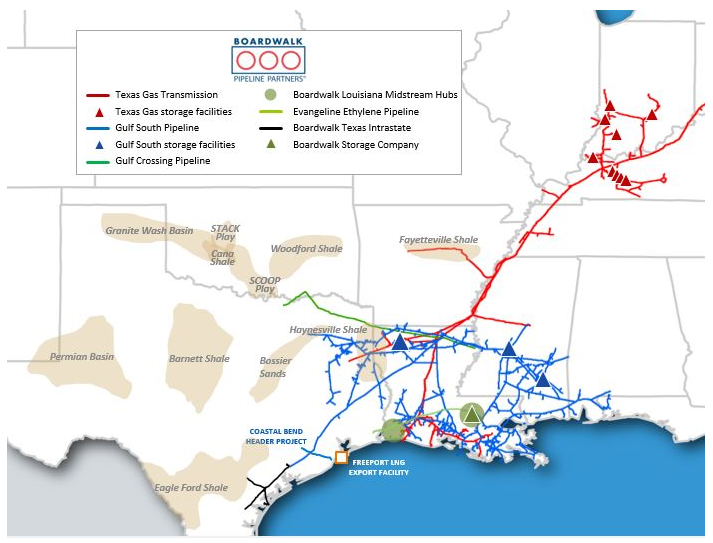 BOARDWALK
PIPELINE PARTNERS
Texas Gas Transmission
Texas Gas storage facilities
Gulf South Pipeline
Gulf South storage facilities
Gulf Crossing Pipeline
Boardwalk Louisiana Midstream Hubs
Evangeline Ethylene Pipeline
Boardwalk Texas Intrastate
Boardwalk Storage Company
Granite Wash Basin
STACK
Play
Cana
Shale
Woodford Shale
SCOOP
Play
Fayetteville Shale
Haynesville Shale
Permian Basin
Barnett Shale
Bossier
Sands
COASTAL BEND
HEADER PROJECT
FREEPORT LNG
EXPORT FACILITY
Eagle Ford Shale